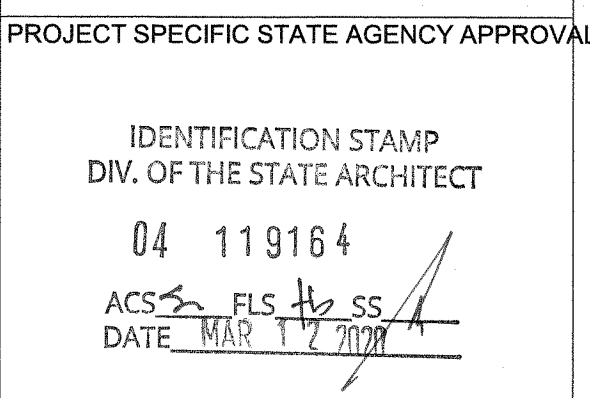 PROJECT SPECIFIC STATE AGENCY APPROVAL
IDENTIFICATION STAMP
DIV. OF THE STATE ARCHITECT
04 119164
ACS FLS SS
DATE MAR 12 2020